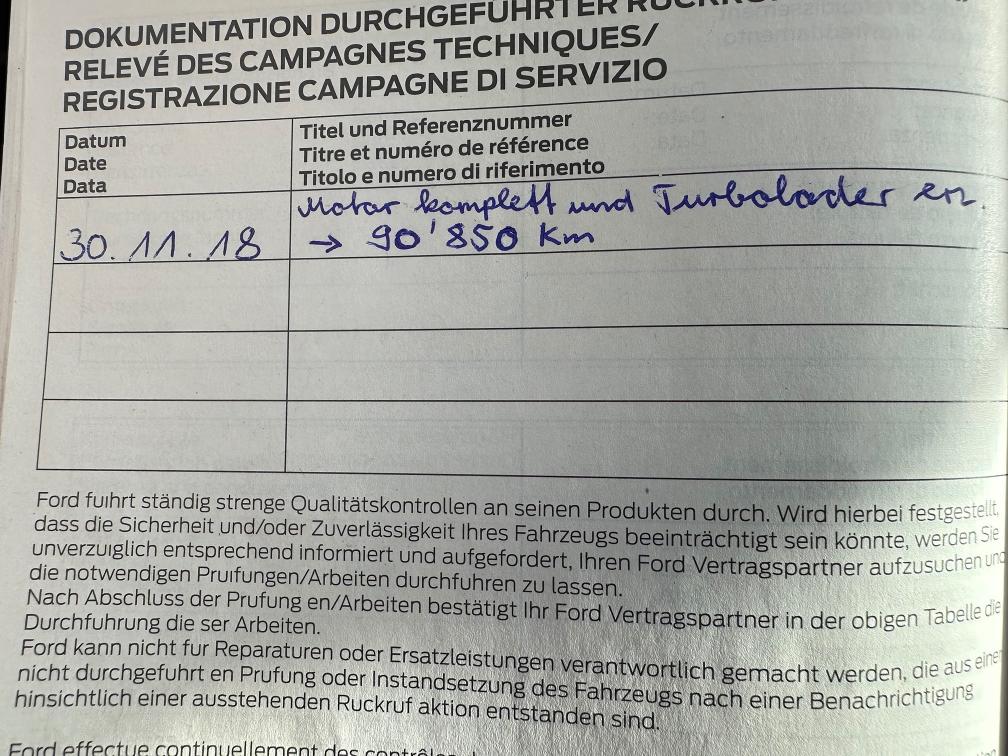 DOKUMENTATION DURCHGEFÜHRTER
RELEVÉ DES CAMPAGNES TECHNIQUES/
REGISTRAZIONE CAMPAGNE DI SERVIZIO
Datum
Date
Data
Titel und Referenznummer
Titre et numéro de référence
Titolo e numero di riferimento
30.11.18
Motor komplett und Turbolader
→ 90'850 Km
Ford fuıhrt ständig strenge Qualitätskontrollen an seinen Produkten durch. Wird hierbei festgestellt,
dass die Sicherheit und/oder Zuverlässigkeit Ihres Fahrzeugs beeinträchtigt sein könnte, werden Sie
unverzuıglich entsprechend informiert und aufgefordert, Ihren Ford Vertragspartner aufzusuchen und
die notwendigen Pruıfungen/Arbeiten durchfuhren zu lassen.
Nach Abschluss der Prufung en/Arbeiten bestätigt Ihr Ford Vertragspartner in der obigen Tabelle die
Durchfuhrung die ser Arbeiten.
Ford kann nicht fur Reparaturen oder Ersatzleistungen verantwortlich gemacht werden, die aus einer
nicht durchgefuhrt en Prufung oder Instandsetzung des Fahrzeugs nach einer Benachrichtigung
hinsichtlich einer ausstehenden Ruckruf aktion entstanden sind.
Ford effectue continuellement des